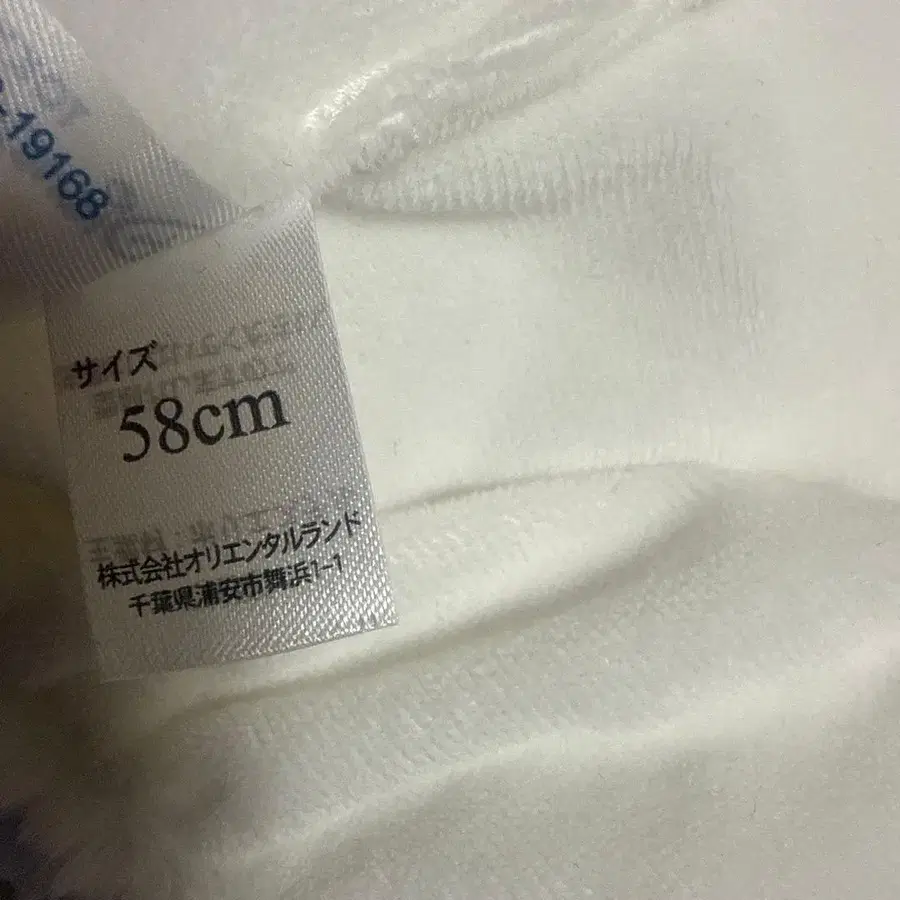 -19168
サイズ
58cm
株式会社オリエンタルランド
千葉県浦安市舞浜1-1